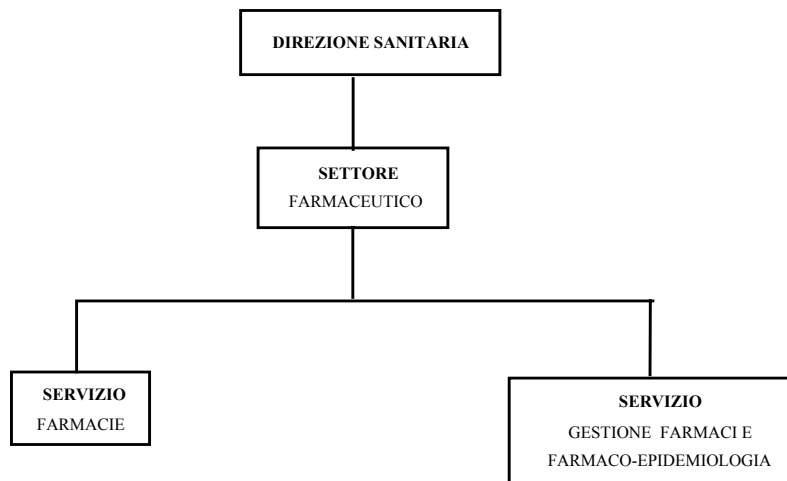 DIREZIONE SANITARIA
SETTORE
FARMACEUTICO
SERVIZIO
FARMACIE
SERVIZIO
GESTIONE FARMACI E
FARMACO-EPIDEMIOLOGIA